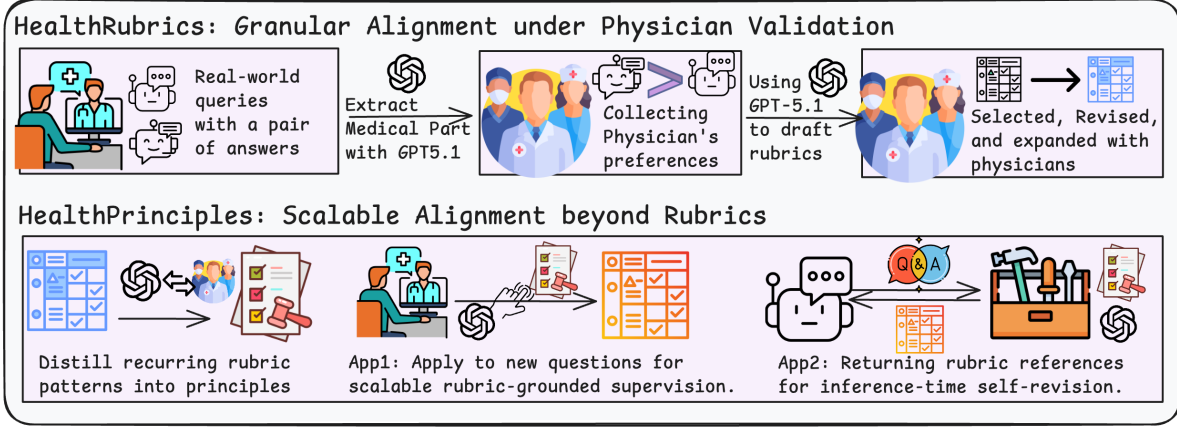 HealthRubrics: Granular Alignment under Physician Validation
Real-world
queries
with a pair
of answers
Extract
Medical Part
with GPT5.1
Collecting
Physician's
preferences
Using
GPT-5.1
to draft
rubrics
Selected, Revised,
and expanded with
physicians
HealthPrinciples: Scalable Alignment beyond Rubrics
Distill recurring rubric
patterns into principles
App1: Apply to new questions for
scalable rubric-grounded supervision.
Q & A
App2: Returning rubric references
for inference-time self-revision.